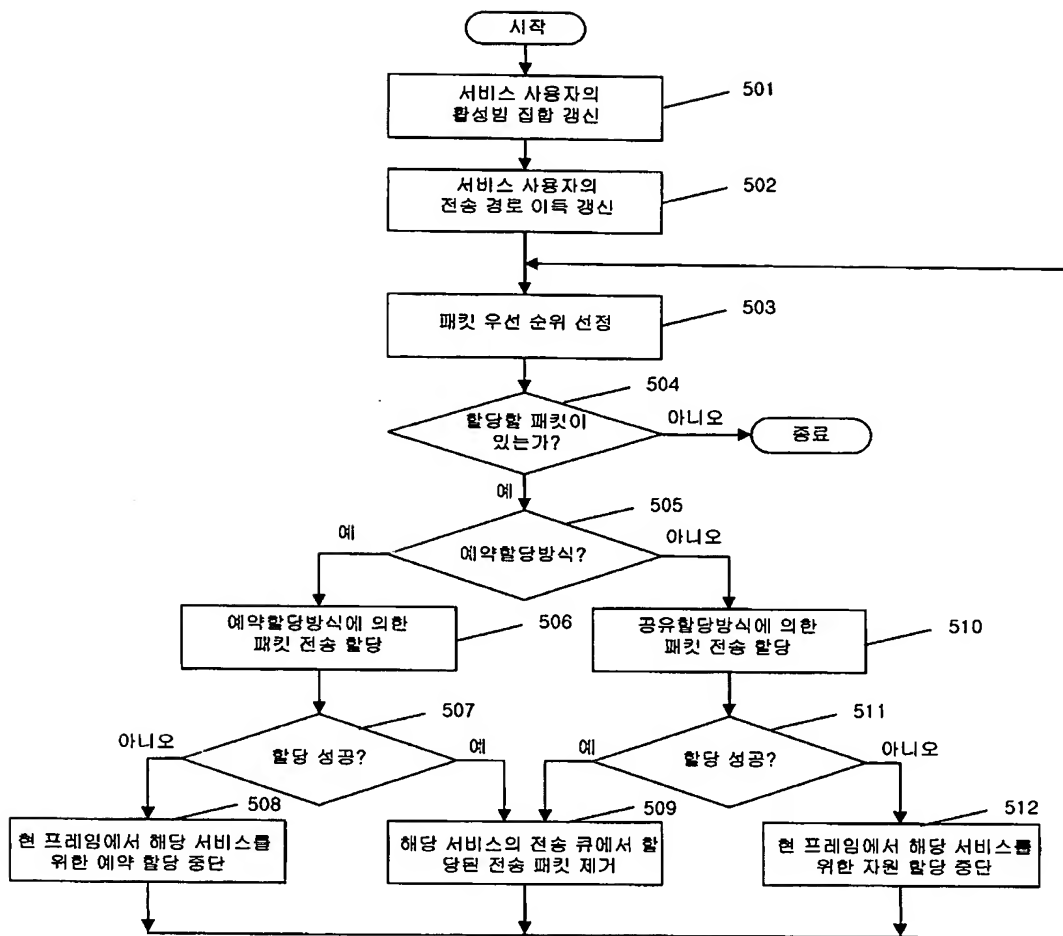 시작
서비스 사용자의
활성빔 집합 갱신
501
서비스 사용자의
전송 경로 이득 갱신
502
패킷 우선 순위 선정
503
504
할당할 패킷이
있는가?
아니오
종료
예
505
예
예약할당방식?
아니오
예약할당방식에 의한
패킷 전송 할당
506
공유할당방식에 의한
패킷 전송 할당
510
507
511
아니오
할당 성공?
예
예
할당 성공?
아니오
508
509
512
현 프레임에서 해당 서비스를
위한 예약 할당 중단
해당 서비스의 전송 큐에서 할
당된 전송 패킷 제거
현 프레임에서 해당 서비스를
위한 자원 할당 중단